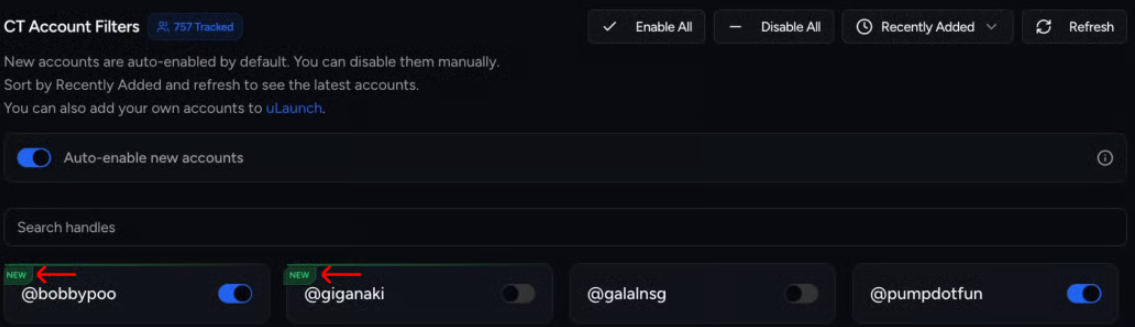 CT Account Filters 757 Tracked Enable All Disable All Recently Added Refresh
New accounts are auto-enabled by default. You can disable them manually.
Sort by Recently Added and refresh to see the latest accounts.
You can also add your own accounts to uLaunch.
Auto-enable new accounts
Search handles
NEW NEW
@bobbypoo @giganaki @galalnsg @pumpdotfun